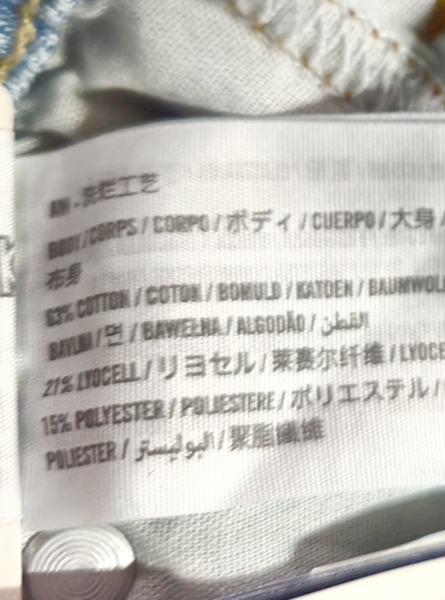 - 洗烂工艺
BODY/CORPS / CORPO / ボディ / CUERPO / 大身 /
布身
63% COTTON / COTON / BOMULD / KATOEN / BAUMWOL
BAVLNA / 면 / BAWEŁNA / ALGODÃO / القطن
21% LYOCELL / リヨセル / 莱赛尔纤维 / LYOCE
15% POLYESTER / POLIESTERE / ポリエステル /
POLIESTER / البوليستر / 聚脂纖維